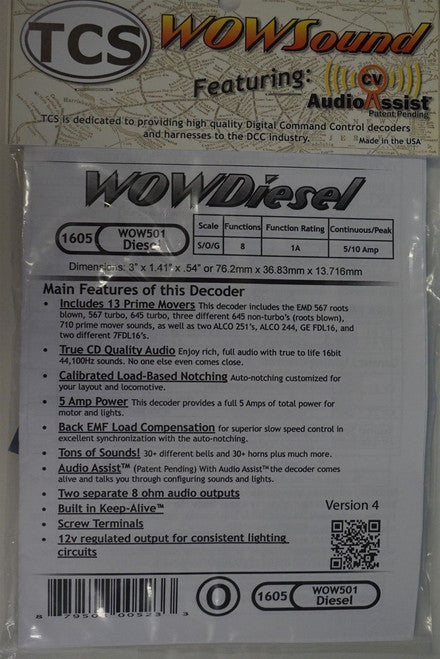 TCS
WOWSound
Featuring:
CV
Audio Assist™
Patent Pending
TCS is dedicated to providing high quality Digital Command Control decoders
and harnesses to the DCC industry.
Made in the USA
WOWDiesel
1605 WOW501 Diesel
Scale Functions Function Rating Continuous/Peak
S/O/G 8 1A 5/10 Amp
Dimensions: 3" x 1.41" x .54" or 76.2mm x 36.83mm x 13.716mm
Main Features of this Decoder
• Includes 13 Prime Movers This decoder includes the EMD 567 roots
blown, 567 turbo, 645 turbo, three different 645 non-turbo's (roots blown),
710 prime mover sounds, as well as two ALCO 251's, ALCO 244, GE FDL16, and
two different 7FDL16's.
• True CD Quality Audio Enjoy rich, full audio with true to life 16bit
44,100Hz sounds. No one else even comes close.
• Calibrated Load-Based Notching Auto-notching customized for
your layout and locomotive.
• 5 Amp Power This decoder provides a full 5 Amps of total power for
motor and lights.
• Back EMF Load Compensation for superior slow speed control in
excellent synchronization with the auto-notching.
• Tons of Sounds! 30+ different bells and 30+ horns plus much more.
• Audio Assist™ (Patent Pending) With Audio Assist™ the decoder comes
alive and talks you through configuring sounds and lights.
• Two separate 8 ohm audio outputs
• Built in Keep-Alive™
• Screw Terminals
• 12v regulated output for consistent lighting
circuits
Version 4
8 79505 00523 3
O
1605 WOW501 Diesel